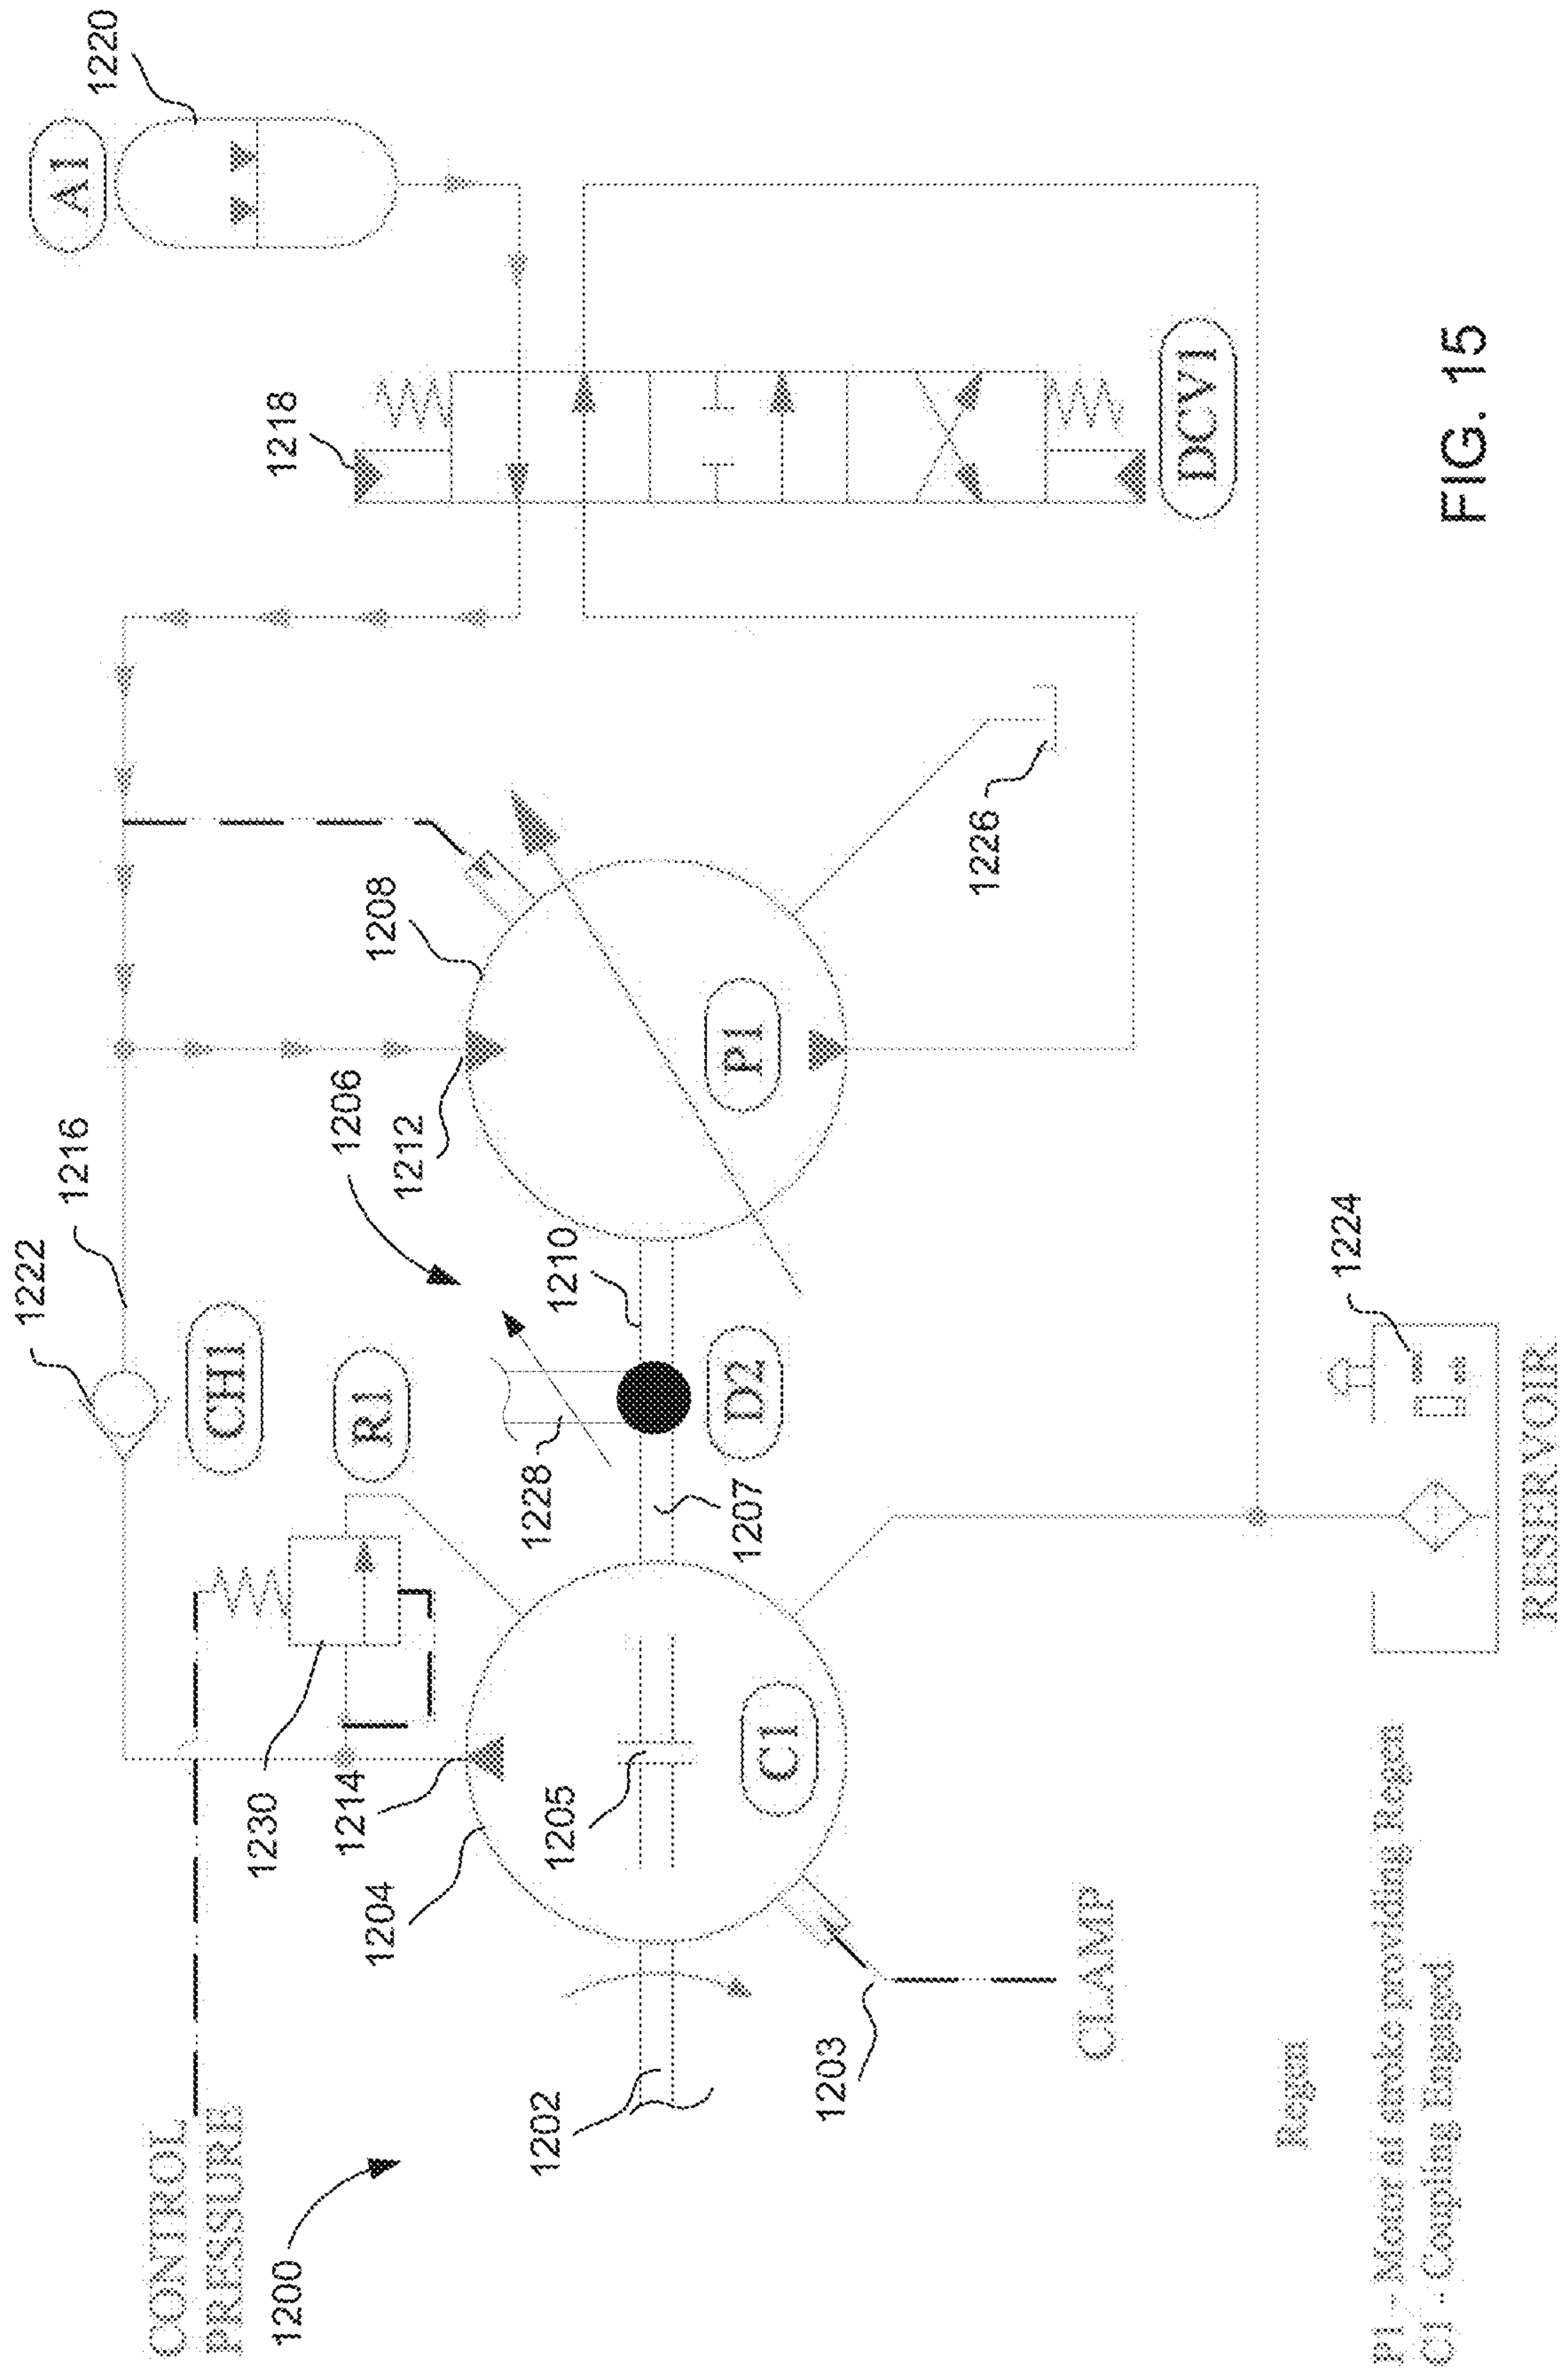 CONTROL
PRESSURE
1200
1202
1203
CLAMP
1204
1205
C1
1214
1230
R1
CH1
1222
1216
1207
1228
D2
1210
1206
1212
P1
1208
1226
1218
DCV1
A1
1220
1224
RESERVOIR
Regen
P1 - Motor at stroke providing Regen
C1 - Coupling Engaged
FIG. 15